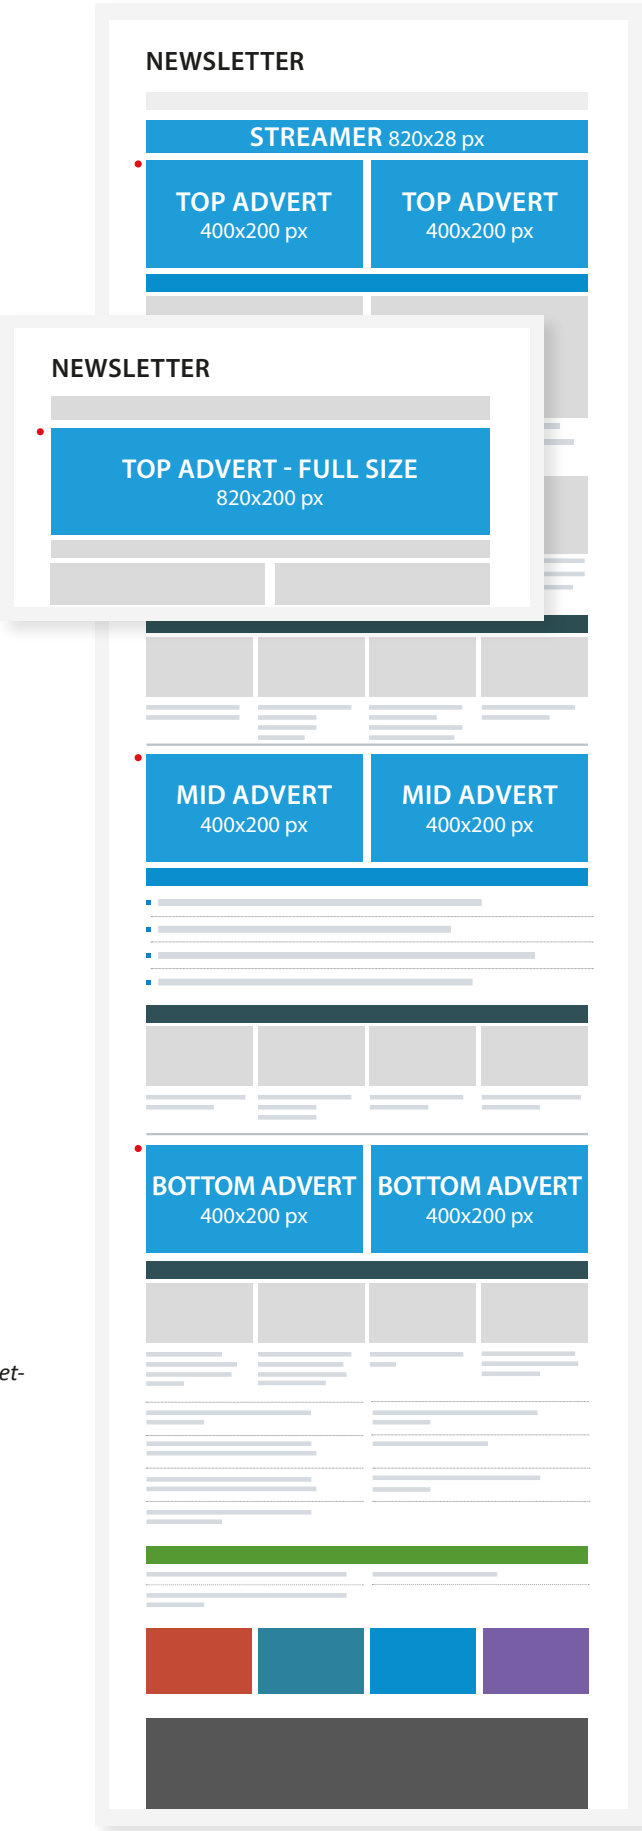 NEWSLETTER
STREAMER 820x28 px
TOP ADVERT TOP ADVERT
400x200 px 400x200 px
NEWSLETTER
TOP ADVERT - FULL SIZE
820x200 px
MID ADVERT MID ADVERT
400x200 px 400x200 px
BOTTOM ADVERT BOTTOM ADVERT
400x200 px 400x200 px
et-